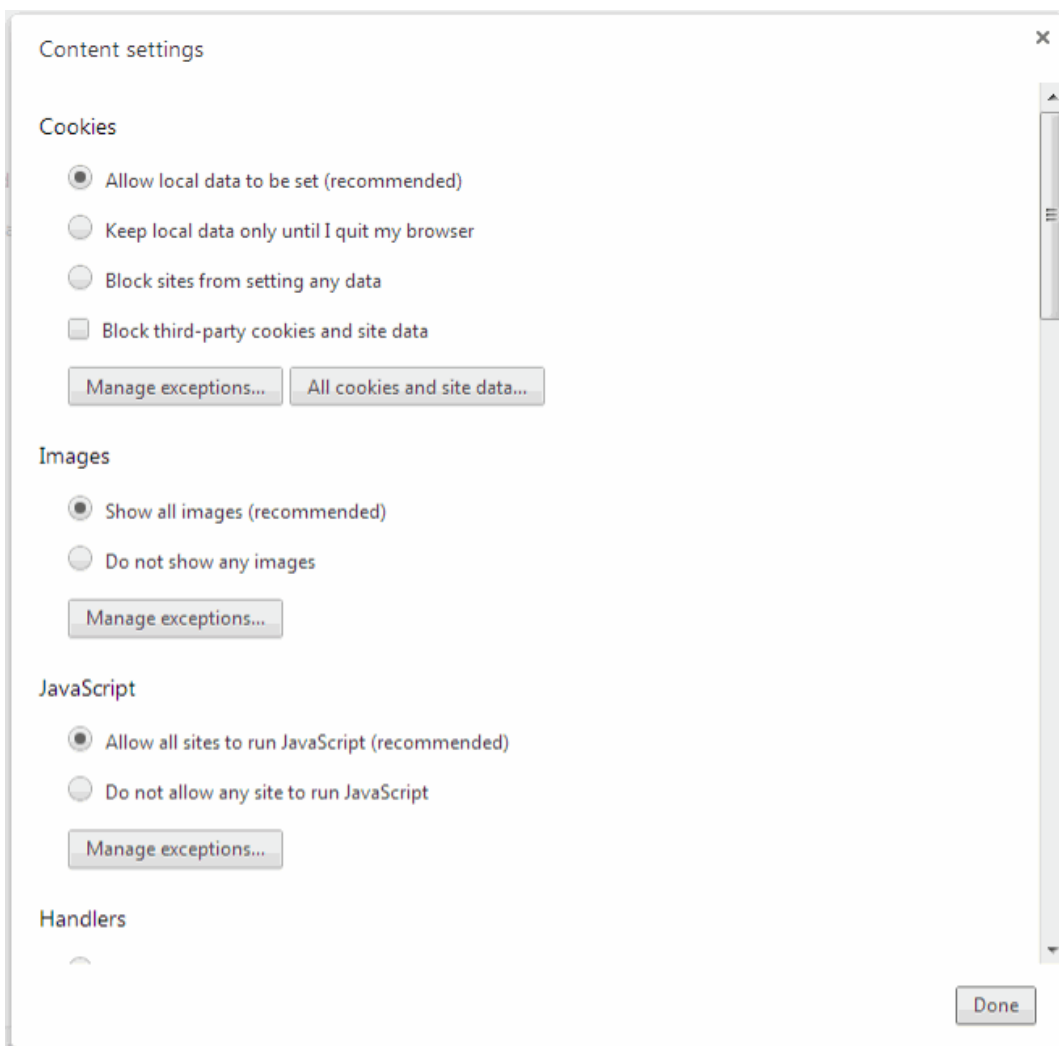 Content settings
Cookies
Allow local data to be set (recommended)
Keep local data only until I quit my browser
Block sites from setting any data
Block third-party cookies and site data
Manage exceptions... All cookies and site data...
Images
Show all images (recommended)
Do not show any images
Manage exceptions...
JavaScript
Allow all sites to run JavaScript (recommended)
Do not allow any site to run JavaScript
Manage exceptions...
Handlers
Done